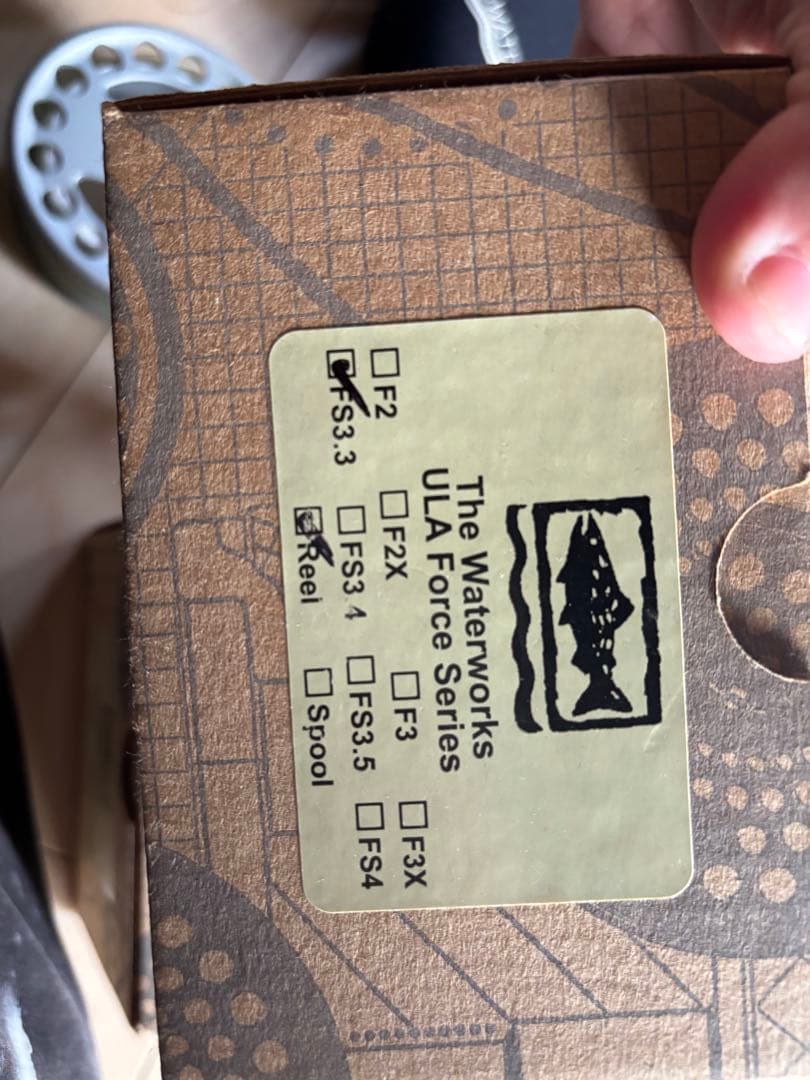 The Waterworks
ULA Force Series
☐ F2 ☐ F2X ☐ F3 ☐ F3X
☑ FS3.3 ☐ FS3.4 ☐ FS3.5 ☐ FS4
☑ Reel ☐ Spool